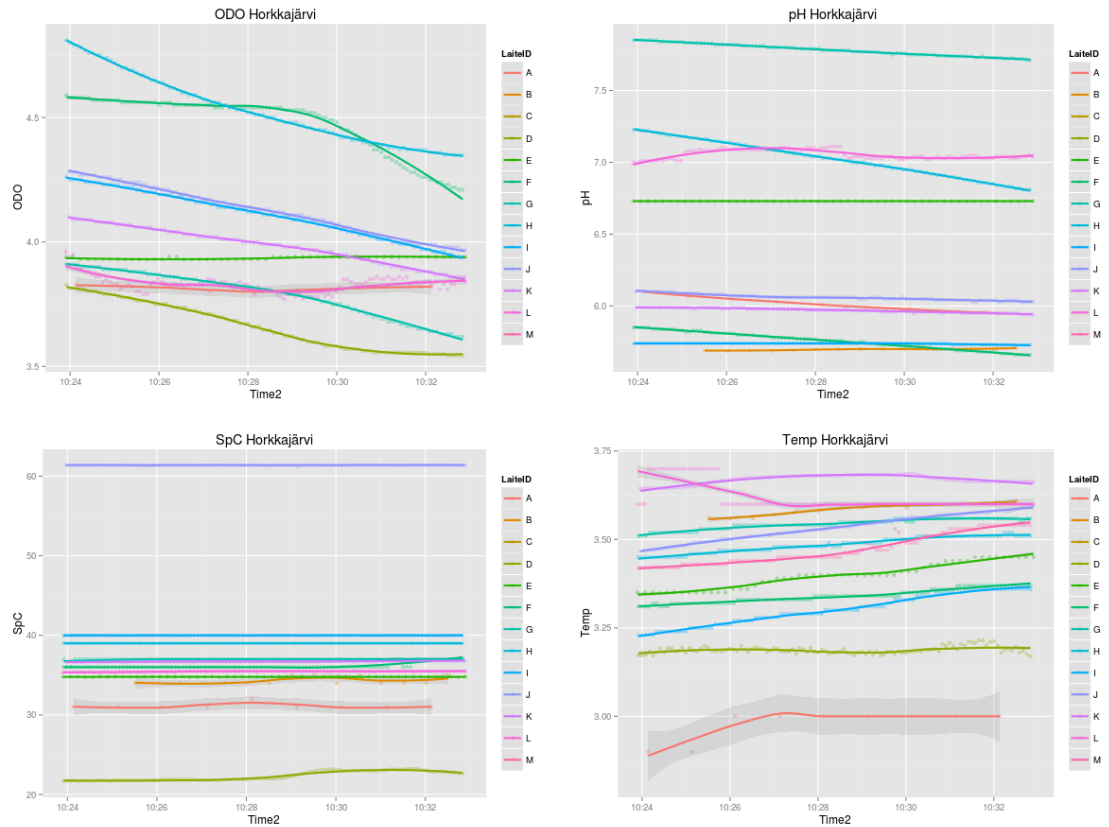 ODO Horkkajärvi
LaiteID
A
B
C
D
E
F
G
H
I
J
K
L
M
4.5
4.0
3.5
ODO
10:24
10:26
10:28
10:30
10:32
Time2
pH Horkkajärvi
LaiteID
A
B
C
D
E
F
G
H
I
J
K
L
M
7.5
7.0
6.5
6.0
pH
10:24
10:26
10:28
10:30
10:32
Time2
SpC Horkkajärvi
LaiteID
A
B
C
D
E
F
G
H
I
J
K
L
M
60
50
40
30
20
SpC
10:24
10:26
10:28
10:30
10:32
Time2
Temp Horkkajärvi
LaiteID
A
B
C
D
E
F
G
H
I
J
K
L
M
3.75
3.50
3.25
3.00
Temp
10:24
10:26
10:28
10:30
10:32
Time2